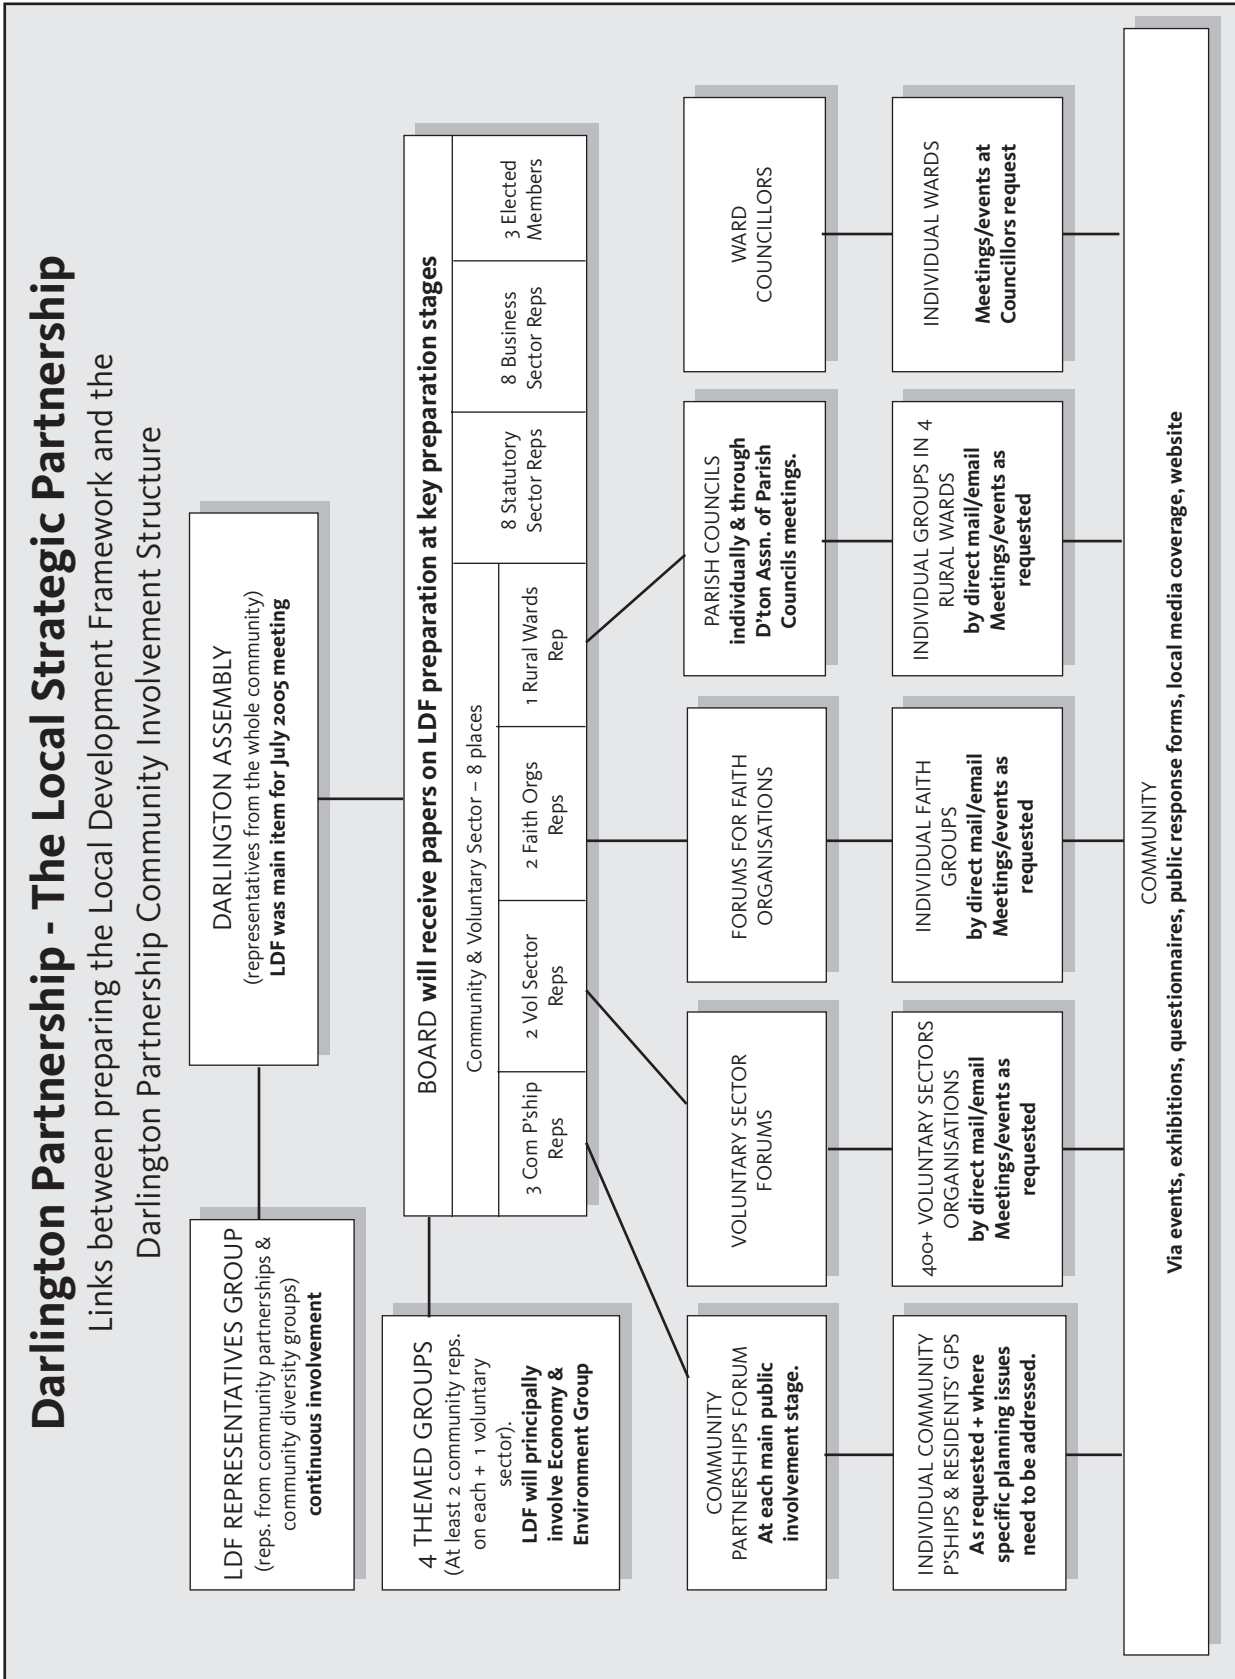 Darlington Partnership - The Local Strategic Partnership
Links between preparing the Local Development Framework and the
Darlington Partnership Community Involvement Structure
LDF REPRESENTATIVES GROUP
(reps. from community partnerships &
community diversity groups)
continuous involvement
DARLINGTON ASSEMBLY
(representatives from the whole community)
LDF was main item for July 2005 meeting
4 THEMED GROUPS
(At least 2 community reps.
on each + 1 voluntary
sector).
LDF will principally
involve Economy &
Environment Group
BOARD will receive papers on LDF preparation at key preparation stages
Community & Voluntary Sector – 8 places
3 Com P'ship
Reps
2 Vol Sector
Reps
2 Faith Orgs
Reps
1 Rural Wards
Rep
8 Statutory
Sector Reps
8 Business
Sector Reps
3 Elected
Members
COMMUNITY
PARTNERSHIPS FORUM
At each main public
involvement stage.
VOLUNTARY SECTOR
FORUMS
FORUMS FOR FAITH
ORGANISATIONS
PARISH COUNCILS
individually & through
D'ton Assn. of Parish
Councils meetings.
WARD
COUNCILLORS
INDIVIDUAL COMMUNITY
P'SHIPS & RESIDENTS' GPS
As requested + where
specific planning issues
need to be addressed.
400+ VOLUNTARY SECTORS
ORGANISATIONS
by direct mail/email
Meetings/events as
requested
INDIVIDUAL FAITH
GROUPS
by direct mail/email
Meetings/events as
requested
INDIVIDUAL GROUPS IN 4
RURAL WARDS
by direct mail/email
Meetings/events as
requested
INDIVIDUAL WARDS
Meetings/events at
Councillors request
COMMUNITY
Via events, exhibitions, questionnaires, public response forms, local media coverage, website